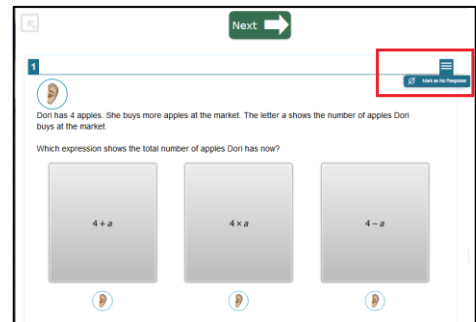 Next
1
Mark as No Response
Dori has 4 apples. She buys more apples at the market. The letter a shows the number of apples Dori
buys at the market.
Which expression shows the total number of apples Dori has now?
4 + a
4 × a
4 – a